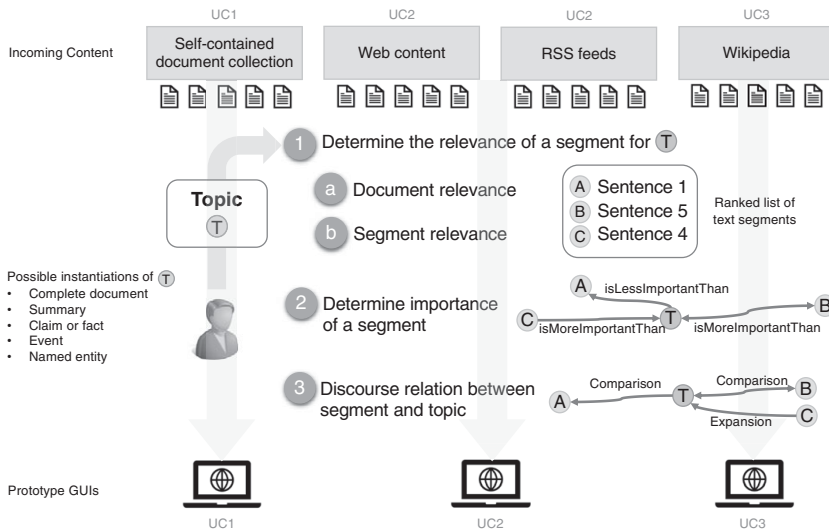 UC1
UC2
UC2
UC3
Incoming Content
Self-contained
document collection
Web content
RSS feeds
Wikipedia
1 Determine the relevance of a segment for T
Topic
T
a Document relevance
b Segment relevance
A Sentence 1
B Sentence 5
C Sentence 4
Ranked list of
text segments
Possible instantiations of T
• Complete document
• Summary
• Claim or fact
• Event
• Named entity
2 Determine importance
of a segment
A
isLessImportantThan
C
isMoreImportantThan
T
isMoreImportantThan
B
3 Discourse relation between
segment and topic
A
Comparison
T
Comparison
B
Expansion
C
Prototype GUIs
UC1
UC2
UC3